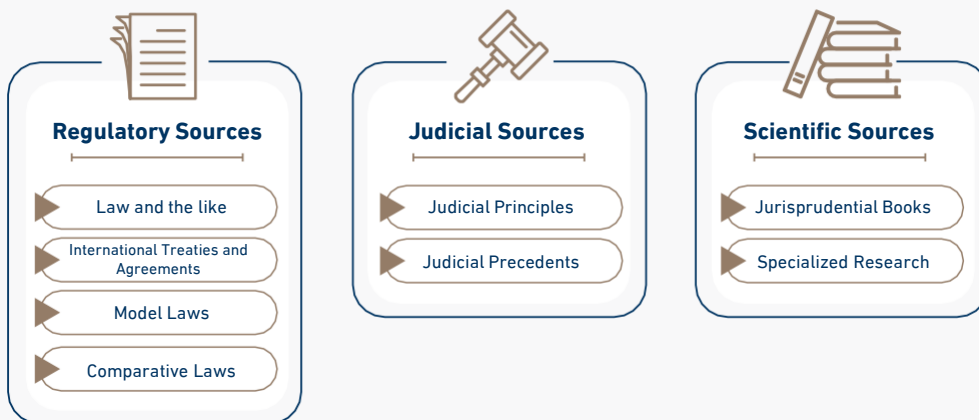 Regulatory Sources
Law and the like
International Treaties and
Agreements
Model Laws
Comparative Laws
Judicial Sources
Judicial Principles
Judicial Precedents
Scientific Sources
Jurisprudential Books
Specialized Research